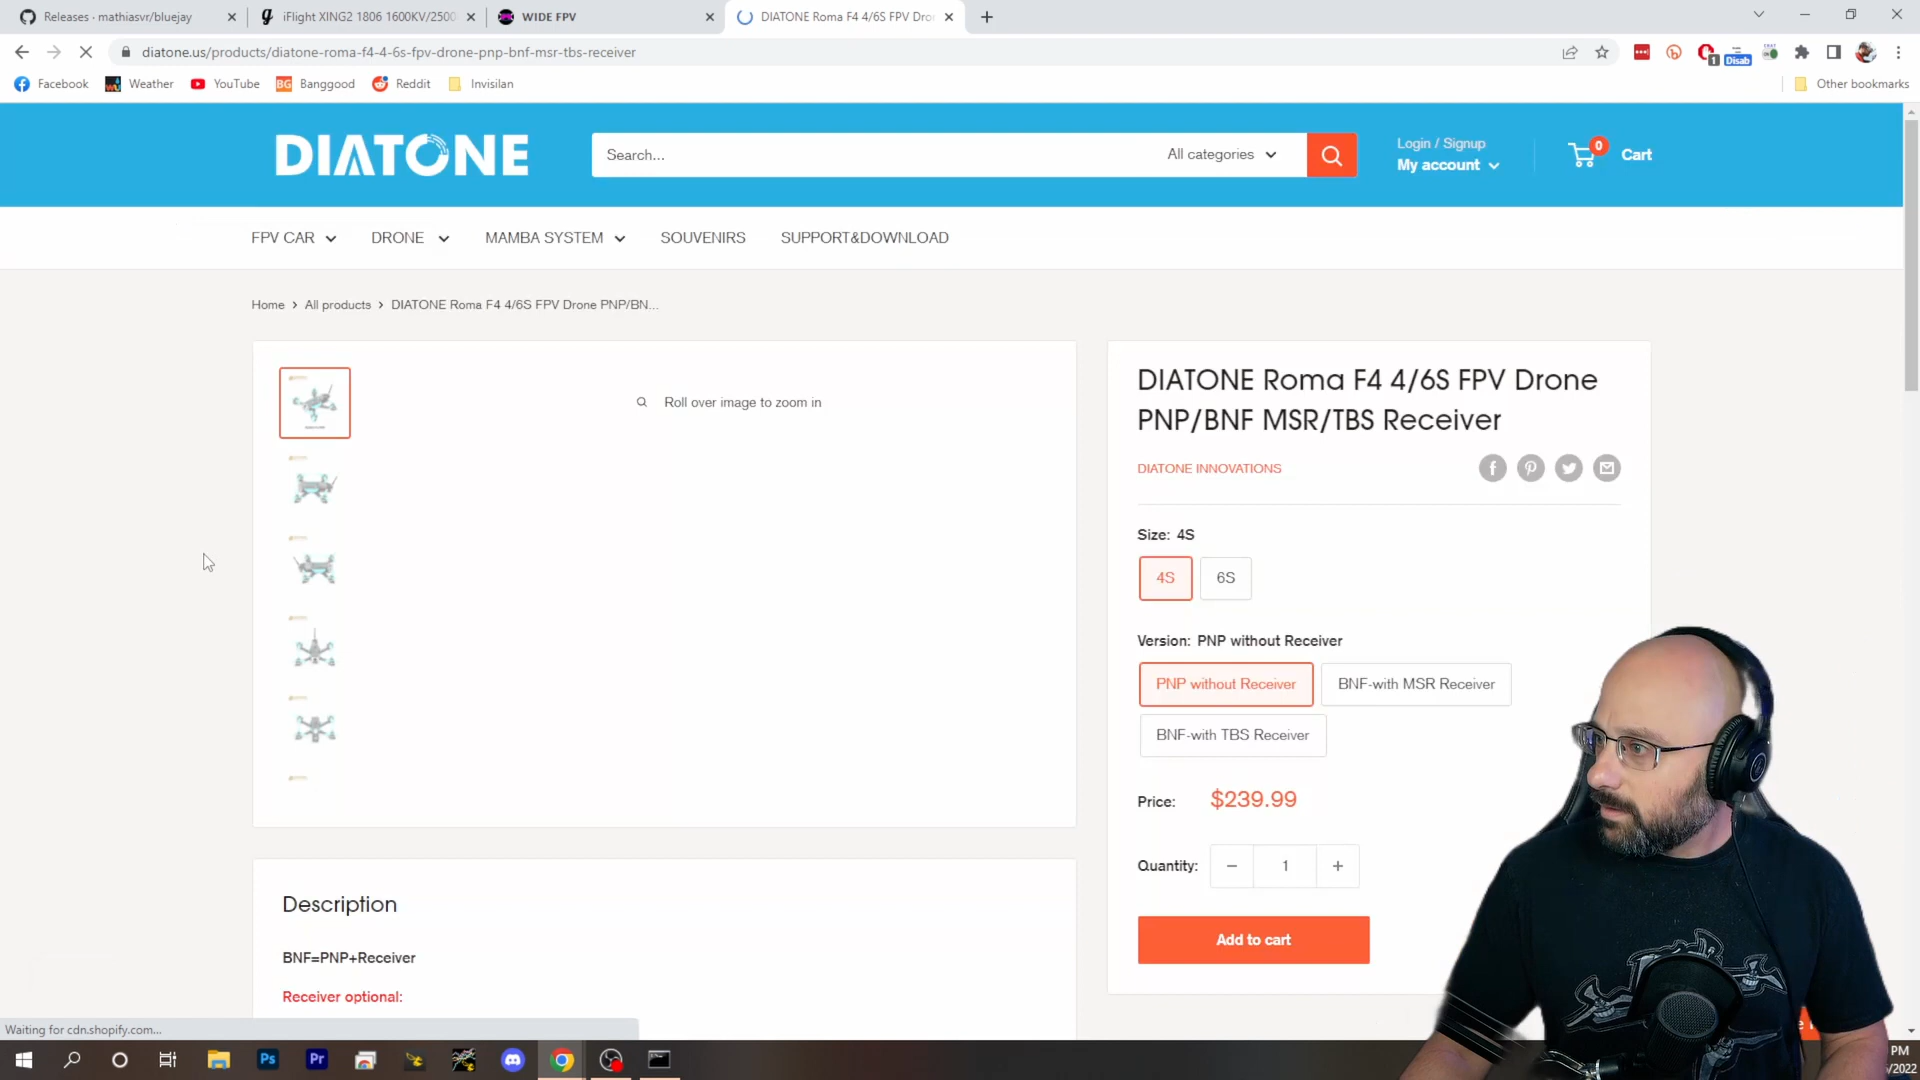 Releases · mathiasvr/bluejay
iFlight XING2 1806 1600KV/2500
WIDE FPV
DIATONE Roma F4 4/6S FPV Dro
diatone.us/products/diatone-roma-f4-4-6s-fpv-drone-pnp-bnf-msr-tbs-receiver
1
Disab
Facebook
Weather
YouTube
BG
Banggood
Reddit
Invisilan
Other bookmarks
DIATONE
Search...
All categories
Login / Signup
My account
0
Cart
FPV CAR
DRONE
MAMBA SYSTEM
SOUVENIRS
SUPPORT&DOWNLOAD
Home
All products
DIATONE Roma F4 4/6S FPV Drone PNP/BN...
Roll over image to zoom in
DIATONE Roma F4 4/6S FPV Drone
PNP/BNF MSR/TBS Receiver
DIATONE INNOVATIONS
Size: 4S
4S
6S
Version: PNP without Receiver
PNP without Receiver
BNF-with MSR Receiver
BNF-with TBS Receiver
Price: $239.99
Quantity:
1
Add to cart
Description
BNF=PNP+Receiver
Receiver optional:
Waiting for cdn.shopify.com...
Ps
Pr
PM
/2022